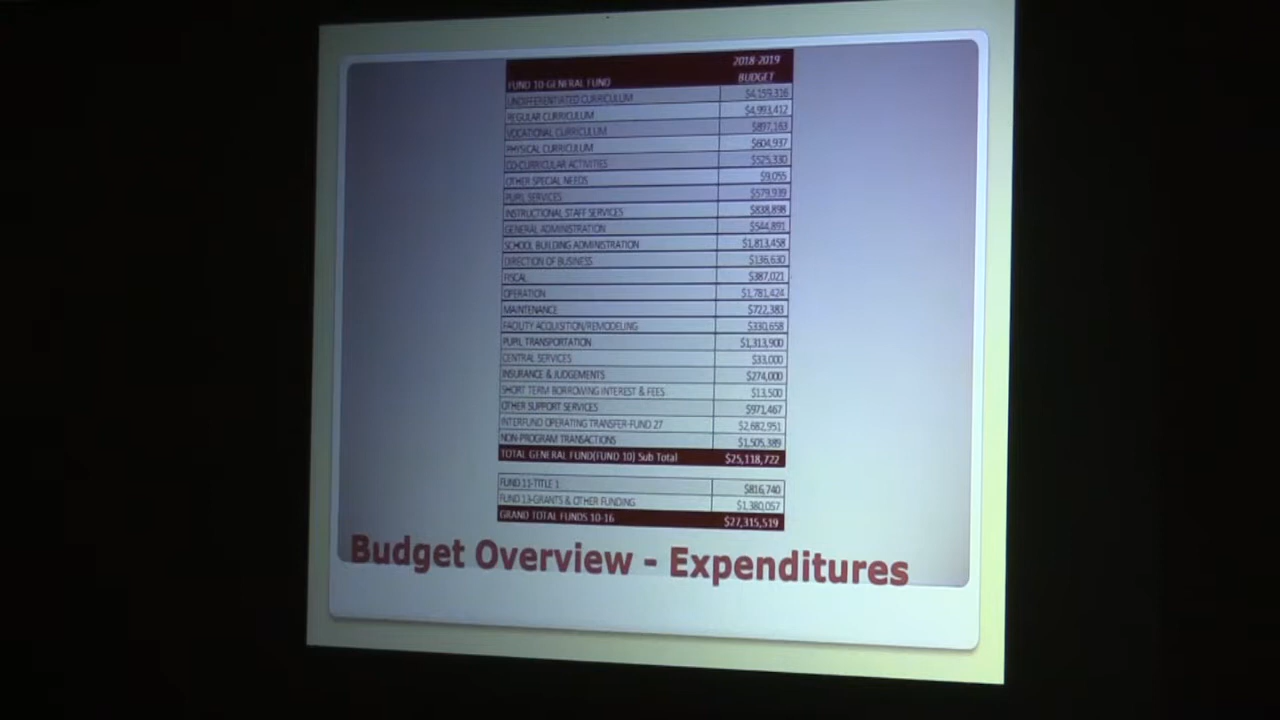 2018-2019
FUND 10-GENERAL FUND BUDGET
UNDIFFERENTIATED CURRICULUM $4,159,316
REGULAR CURRICULUM $4,993,412
VOCATIONAL CURRICULUM $897,163
PHYSICAL CURRICULUM $604,937
CO-CURRICULAR ACTIVITIES $525,330
OTHER SPECIAL NEEDS $9,055
PUPIL SERVICES $579,939
INSTRUCTIONAL STAFF SERVICES $838,898
GENERAL ADMINISTRATION $544,891
SCHOOL BUILDING ADMINISTRATION $1,813,458
DIRECTION OF BUSINESS $136,630
FISCAL $387,021
OPERATION $1,781,424
MAINTENANCE $722,383
FACILITY ACQUISITION/REMODELING $330,658
PUPIL TRANSPORTATION $1,313,900
CENTRAL SERVICES $33,000
INSURANCE & JUDGEMENTS $274,000
SHORT TERM BORROWING INTEREST & FEES $13,500
OTHER SUPPORT SERVICES $971,467
INTERFUND OPERATING TRANSFER-FUND 27 $2,682,951
NON-PROGRAM TRANSACTIONS $1,505,389
TOTAL GENERAL FUND(FUND 10) Sub Total $25,118,722
FUND 11-TITLE 1 $816,740
FUND 13-GRANTS & OTHER FUNDING $1,380,057
GRAND TOTAL FUNDS 10-16 $27,315,519
Budget Overview - Expenditures